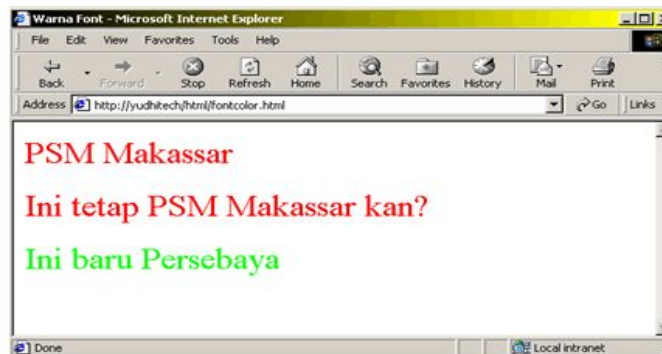 Warna Font - Microsoft Internet Explorer
File Edit View Favorites Tools Help
Back Forward Stop Refresh Home Search Favorites History Mail Print
Address http://yudhitech/html/fontcolor.html Go Links
PSM Makassar
Ini tetap PSM Makassar kan?
Ini baru Persebaya
Done Local intranet